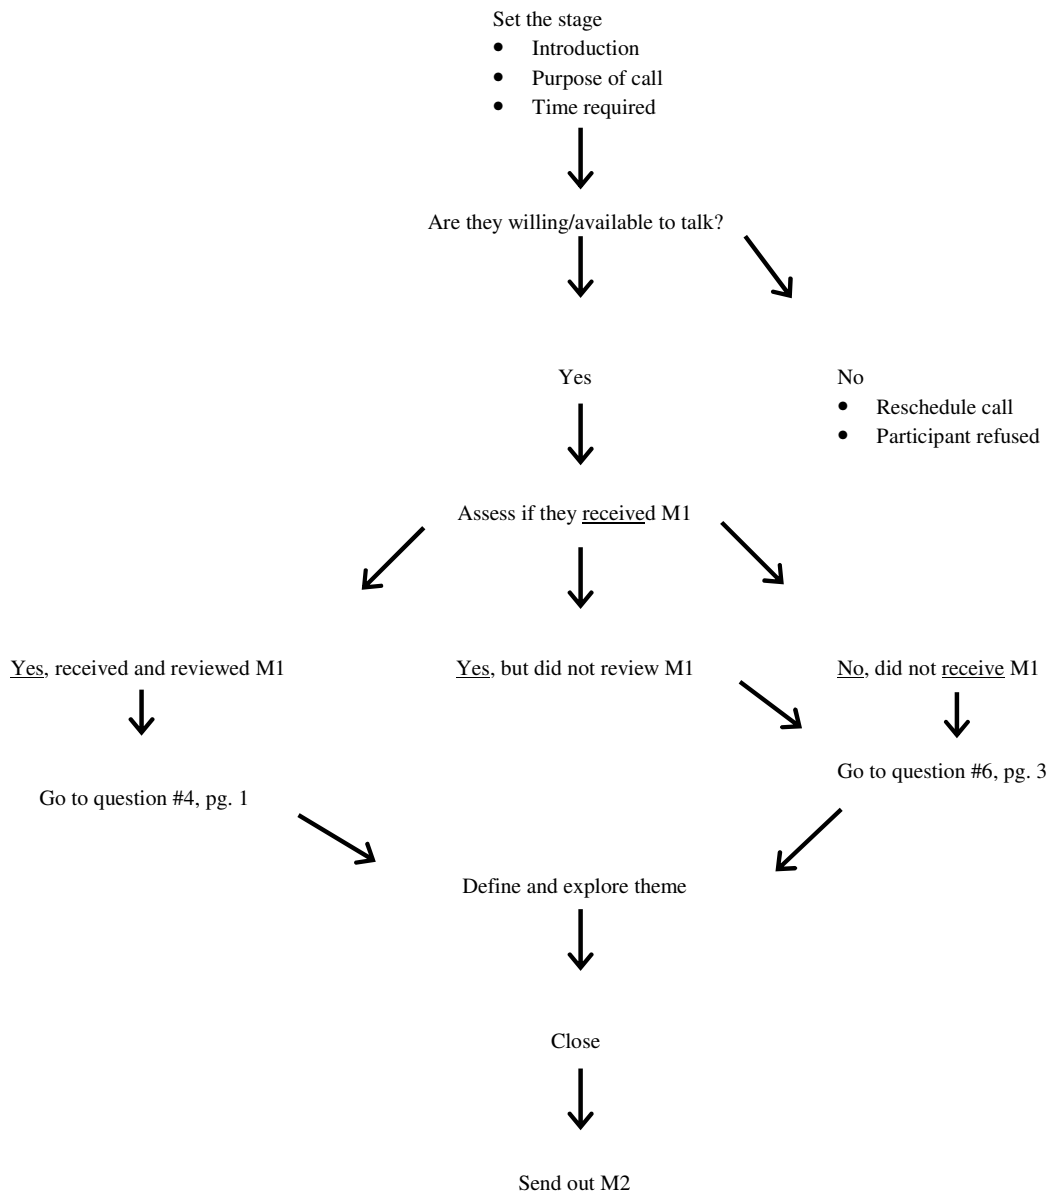 Set the stage
• Introduction
• Purpose of call
• Time required
Are they willing/available to talk?
Yes
No
• Reschedule call
• Participant refused
Assess if they received M1
Yes, received and reviewed M1
Yes, but did not review M1
No, did not receive M1
Go to question #4, pg. 1
Go to question #6, pg. 3
Define and explore theme
Close
Send out M2